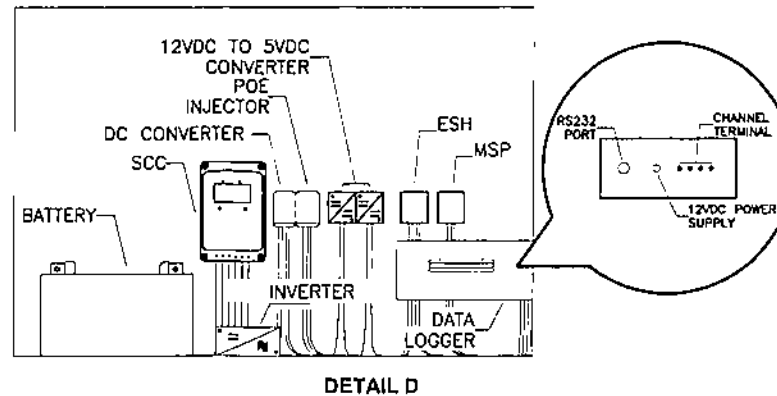 12VDC TO 5VDC
CONVERTER
POE
INJECTOR
DC CONVERTER
SCC
BATTERY
ESH
MSP
INVERTER
DATA
LOGGER
RS232
PORT
CHANNEL
TERMINAL
12VDC POWER
SUPPLY
DETAIL D